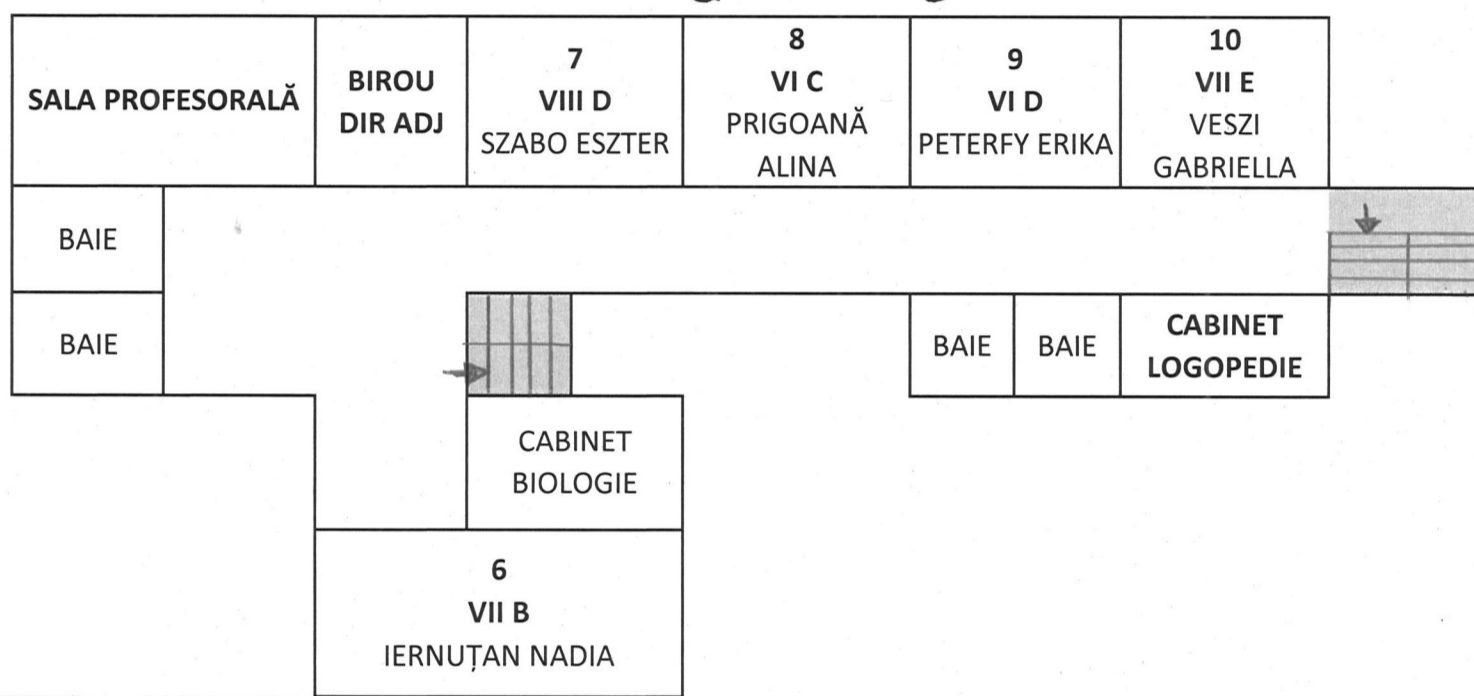 SALA PROFESORALĂ
BIROU
DIR ADJ
7
VIII D
SZABO ESZTER
8
VI C
PRIGOANĂ
ALINA
9
VI D
PETERFY ERIKA
10
VII E
VESZI
GABRIELLA
BAIE
BAIE
BAIE
BAIE
CABINET
LOGOPEDIE
CABINET
BIOLOGIE
6
VII B
IERNUȚAN NADIA